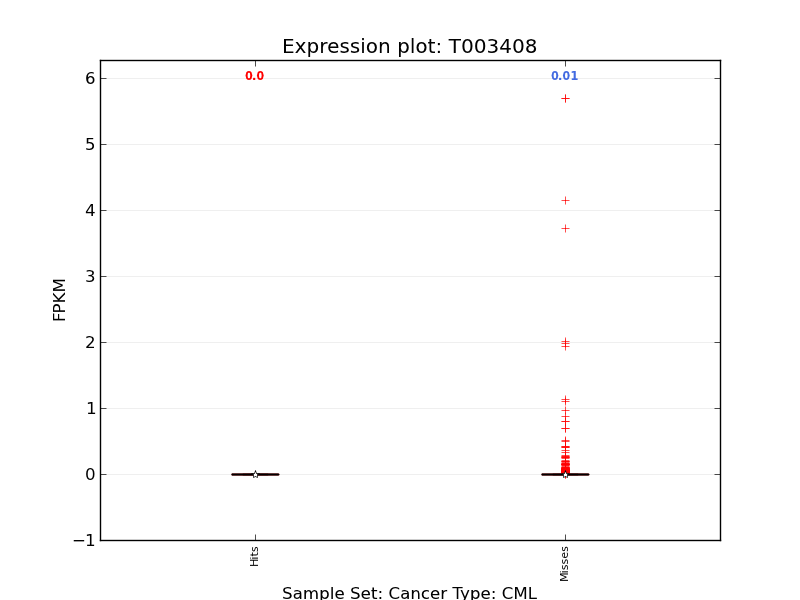 Expression plot: T003408
0.0
0.01
6
5
4
3
2
1
0
−1
FPKM
Hits
Misses
Sample Set: Cancer Type: CML